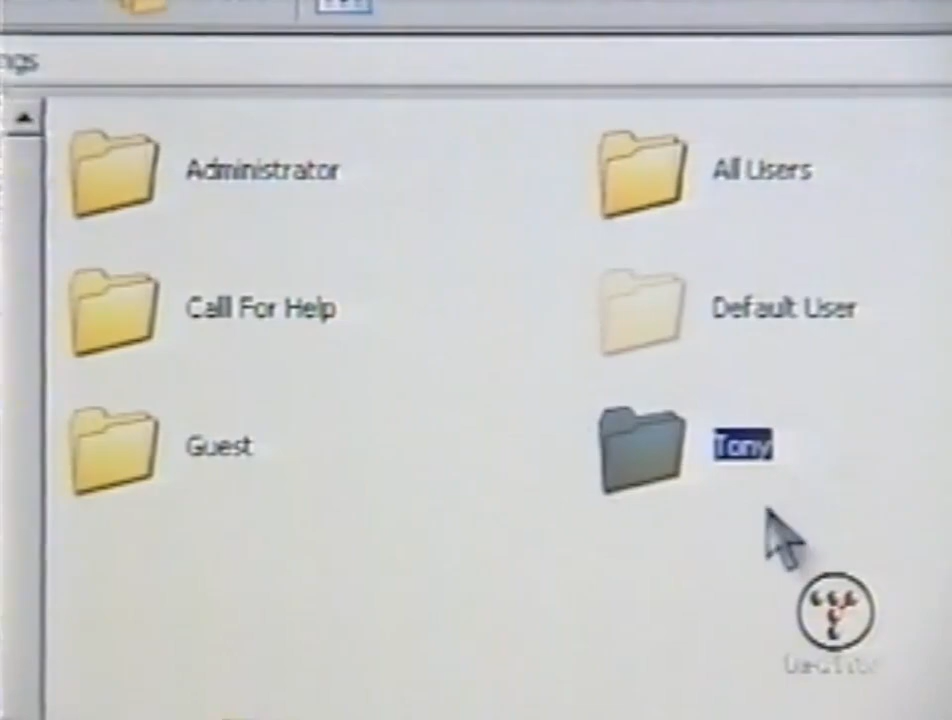 ngs
Administrator
All Users
Call For Help
Default User
Guest
Tony